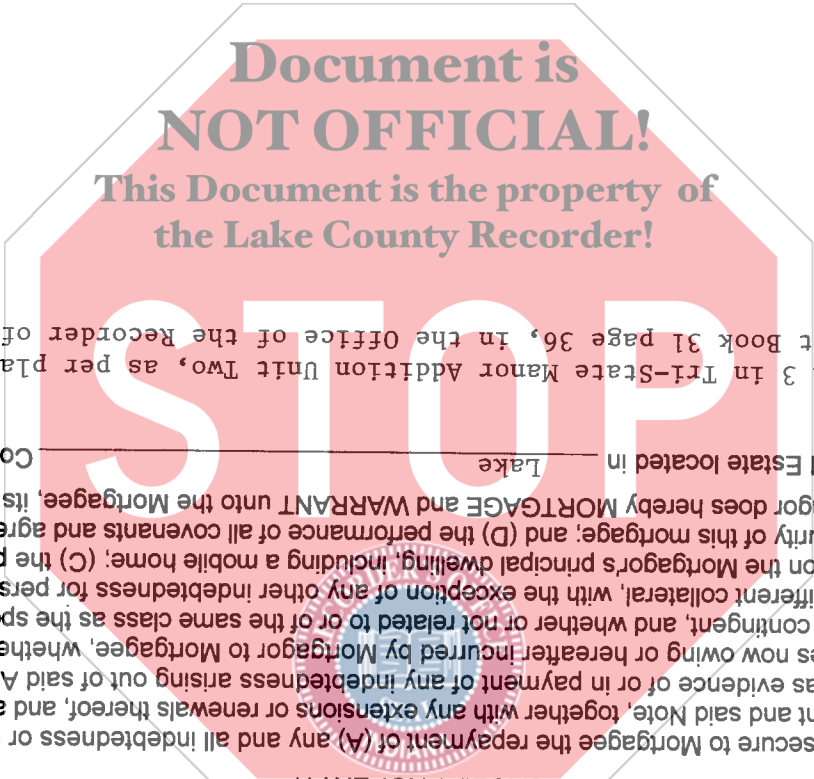 Document is
NOT OFFICIAL!
This Document is the property of
the Lake County Recorder!
STOP
secure to Mortgagee the repayment of (A) any and all indebtedness or
nt and said Note, together with any extensions or renewals thereof, and
as evidence of or in payment of any indebtedness arising out of said A
es now owing or hereafter incurred by Mortgagor to Mortgagee, whethe
contingent, and whether or not related to or of the same class as the sp
ifferent collateral, with the exception of any other indebtedness for pers
on the Mortgagor's principal dwelling, including a mobile home; (C) the p
urity of this mortgage; and (D) the performance of all covenants and agre
gor does hereby MORTGAGE and WARRANT unto the Mortgagee, its
l Estate located in Lake Co
3 in Tri-State Manor Addition Unit Two, as per pla
t Book 31 page 36, in the Office of the Recorder of